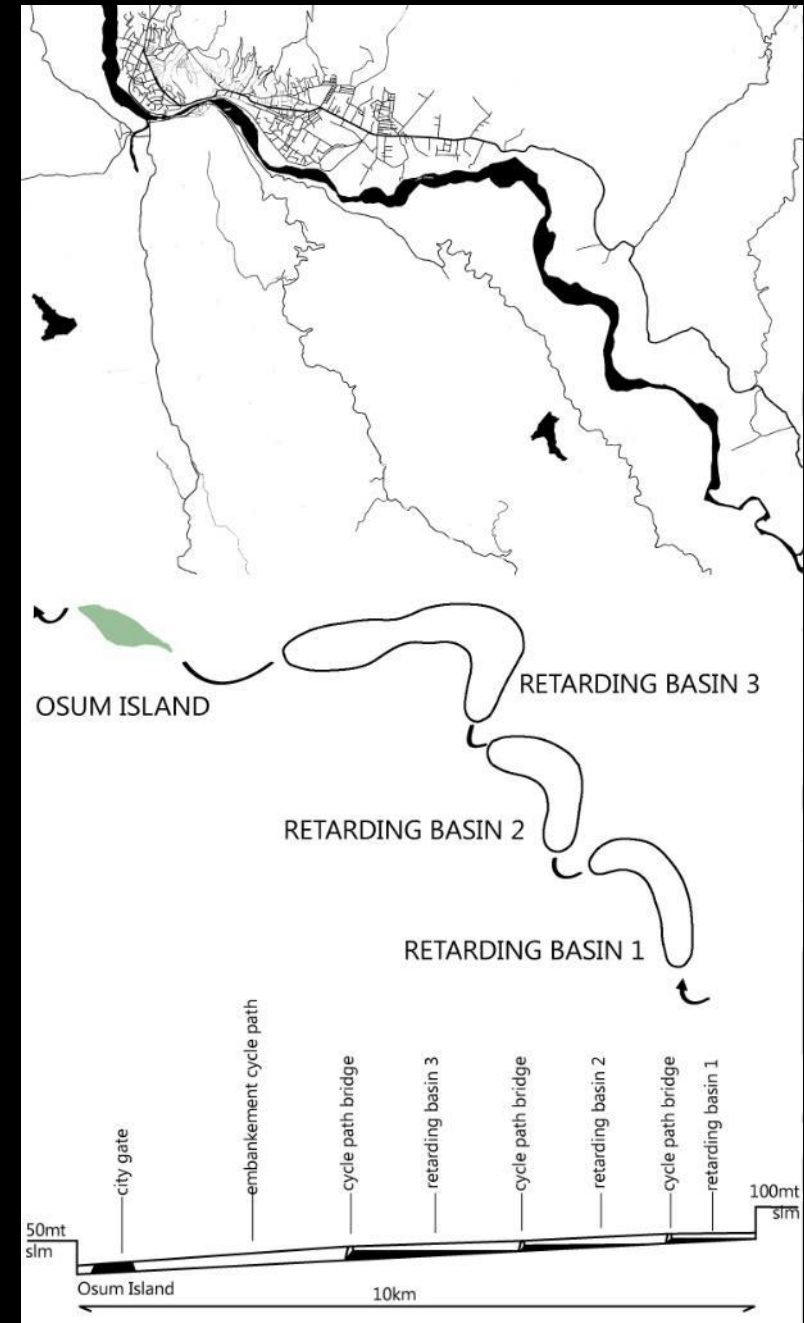 OSUM ISLAND
RETARDING BASIN 3
RETARDING BASIN 2
RETARDING BASIN 1
city gate
embankement cycle path
cycle path bridge
retarding basin 3
cycle path bridge
retarding basin 2
cycle path bridge
retarding basin 1
50mt
slm
100mt
slm
Osum Island
10km